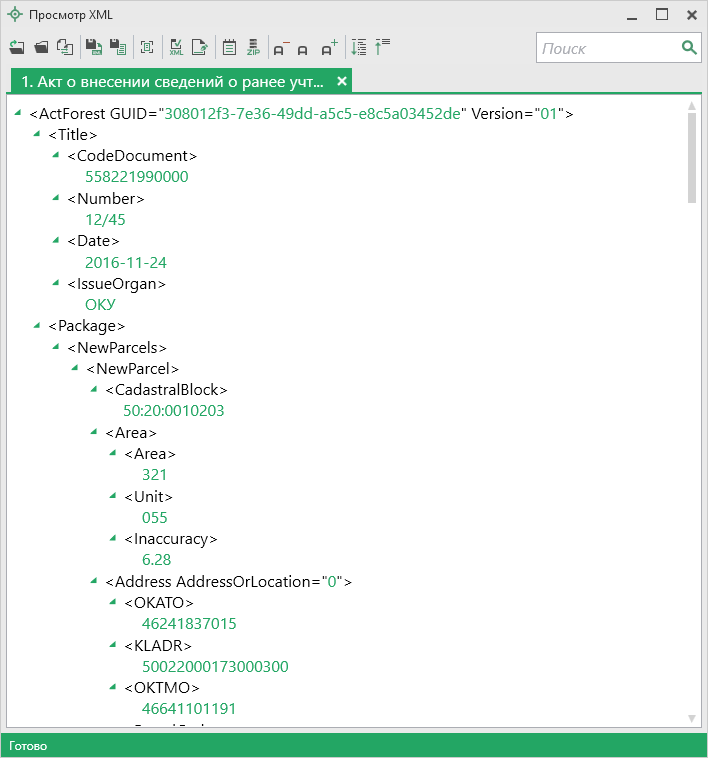 Просмотр XML
XML
ZIP
Поиск
1. Акт о внесении сведений о ранее учт...
<ActForest GUID="308012f3-7e36-49dd-a5c5-e8c5a03452de" Version="01">
<Title>
<CodeDocument>
558221990000
<Number>
12/45
<Date>
2016-11-24
<IssueOrgan>
ОКУ
<Package>
<NewParcels>
<NewParcel>
<CadastralBlock>
50:20:0010203
<Area>
<Area>
321
<Unit>
055
<Inaccuracy>
6.28
<Address AddressOrLocation="0">
<OKATO>
46241837015
<KLADR>
50022000173000300
<OKTMO>
46641101191
Готово